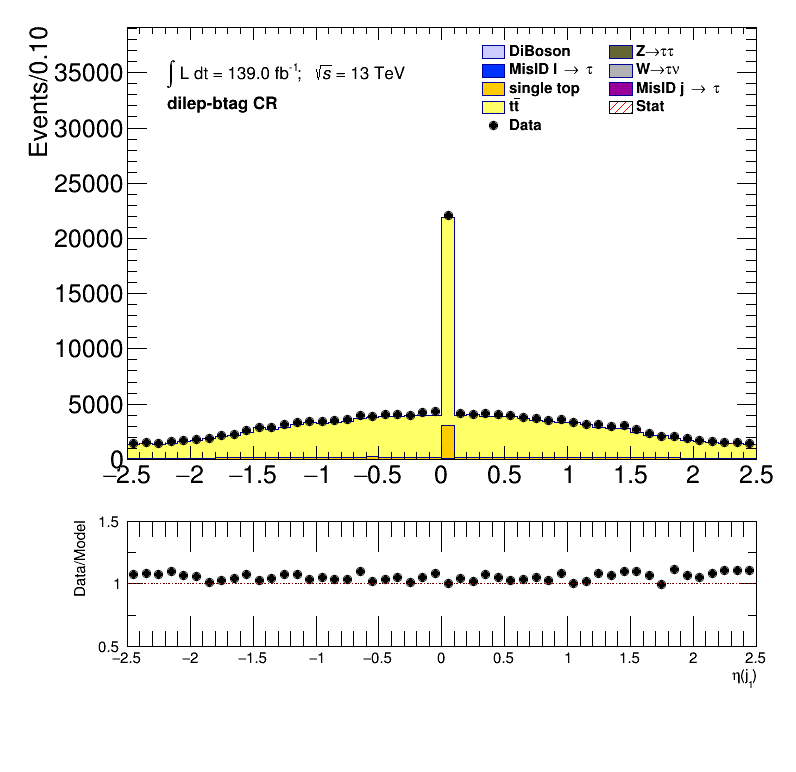 Events/0.10
∫ L dt = 139.0 fb⁻¹; √s = 13 TeV
dilep-btag CR
DiBoson
MisID l → τ
single top
tt̄
Data
Z→ττ
W→τν
MisID j → τ
Stat
35000
30000
25000
20000
15000
10000
5000
0
−2.5 −2 −1.5 −1 −0.5 0 0.5 1 1.5 2 2.5
Data/Model
1.5
1
0.5
−2.5 −2 −1.5 −1 −0.5 0 0.5 1 1.5 2 2.5
η(j₁)